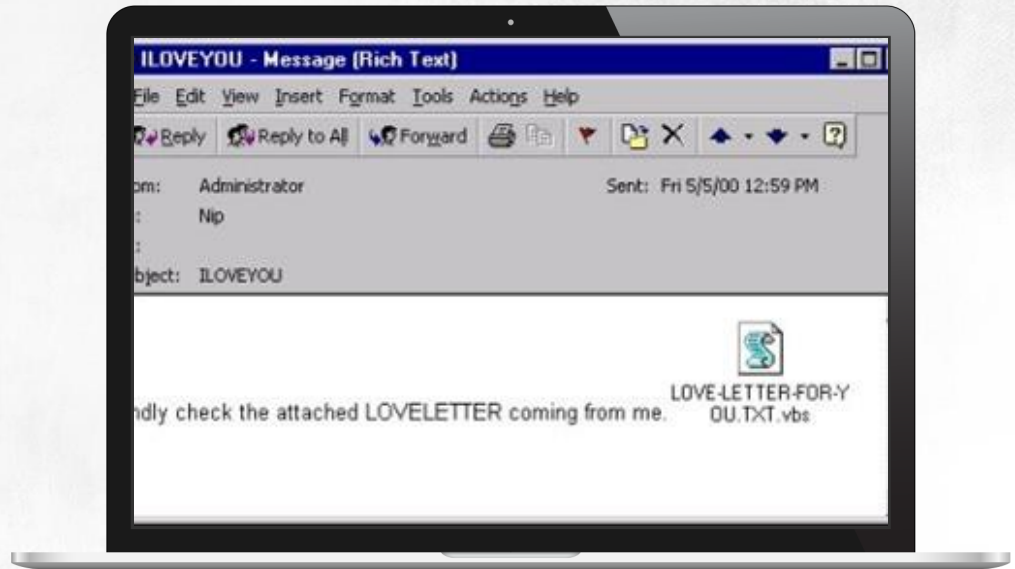 ILOVEYOU - Message (Rich Text)
File Edit View Insert Format Tools Actions Help
Reply Reply to All Forward
om: Administrator Sent: Fri 5/5/00 12:59 PM
: Nip
:
bject: ILOVEYOU
LOVE-LETTER-FOR-Y
OU.TXT.vbs
ndly check the attached LOVELETTER coming from me.